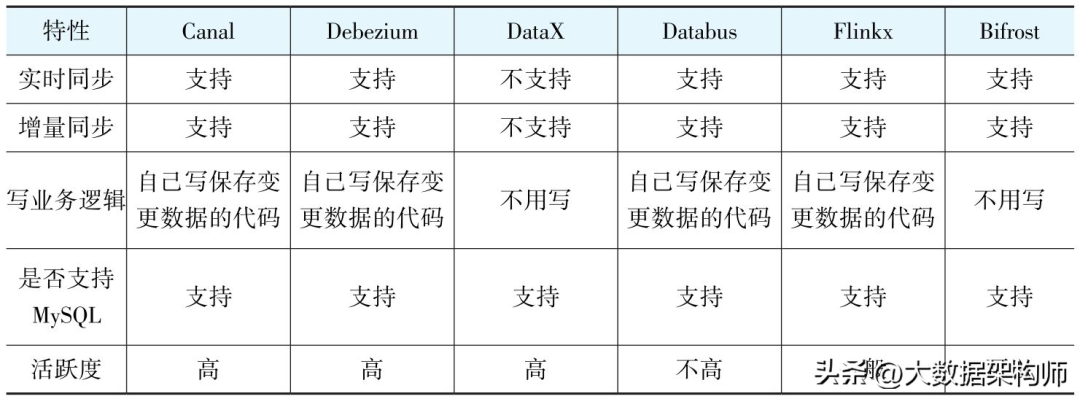 特性 Canal Debezium DataX Databus Flinkx Bifrost
实时同步 支持 支持 不支持 支持 支持 支持
增量同步 支持 支持 不支持 支持 支持 支持
写业务逻辑 自己写保存变 自己写保存变 不用写 自己写保存变 自己写保存变 不用写
更数据的代码 更数据的代码 更数据的代码 更数据的代码
是否支持
MySQL 支持 支持 支持 支持 支持 支持
活跃度 高 高 高 不高
头条@大数据架构师